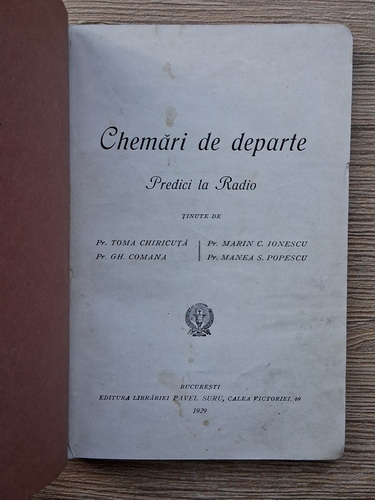 Chemări de departe
Predici la Radio
ȚINUTE DE
Pr. TOMA CHIRICUȚĂ
Pr. GH. COMANA
Pr. MARIN C. IONESCU
Pr. MANEA S. POPESCU
BUCUREȘTI
EDITURA LIBRĂRIEI PAVEL SURU, CALEA VICTORIEI, 69
1929